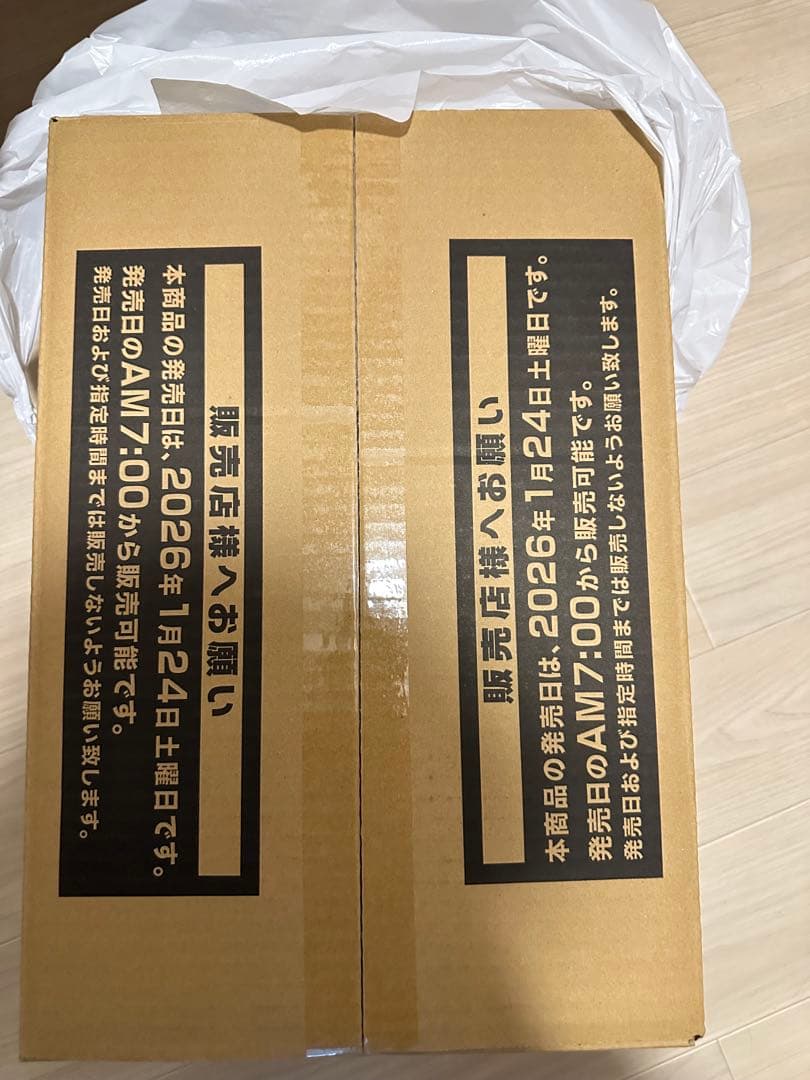 販売店様へお願い
本商品の発売日は、2026年1月24日土曜日です。
発売日のAM7:00から販売可能です。
発売日および指定時間までは販売しないようお願い致します。
販売店様へお願い
本商品の発売日は、2026年1月24日土曜日です。
発売日のAM7:00から販売可能です。
発売日および指定時間までは販売しないようお願い致します。